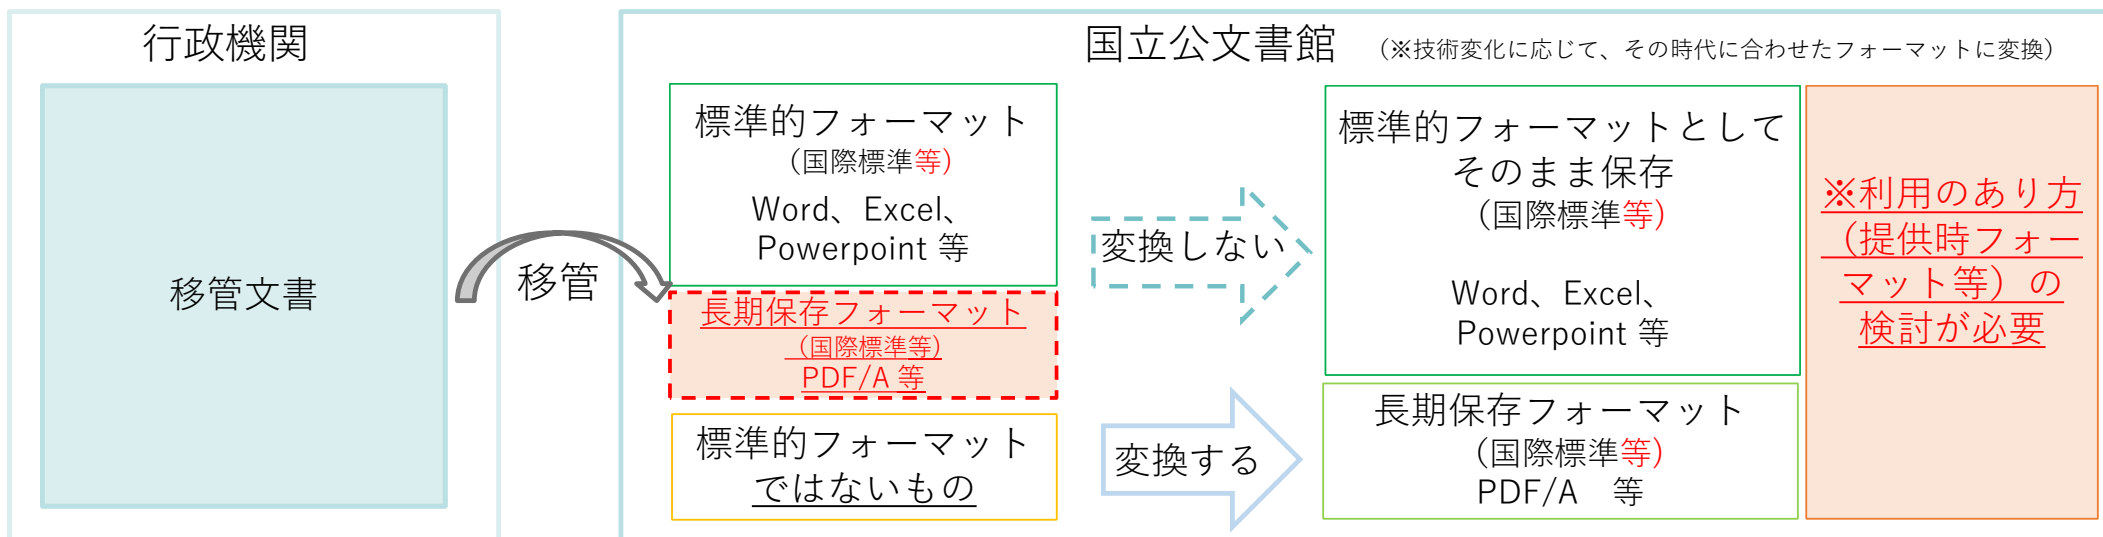 行政機関
移管文書
移管
国立公文書館 （※技術変化に応じて、その時代に合わせたフォーマットに変換）
標準的フォーマット
（国際標準等）
Word、Excel、
Powerpoint 等
長期保存フォーマット
（国際標準等）
PDF/A 等
標準的フォーマット
ではないもの
変換しない
変換する
標準的フォーマットとして
そのまま保存
（国際標準等）
Word、Excel、
Powerpoint 等
長期保存フォーマット
（国際標準等）
PDF/A　等
※利用のあり方
（提供時フォー
マット等）の
検討が必要